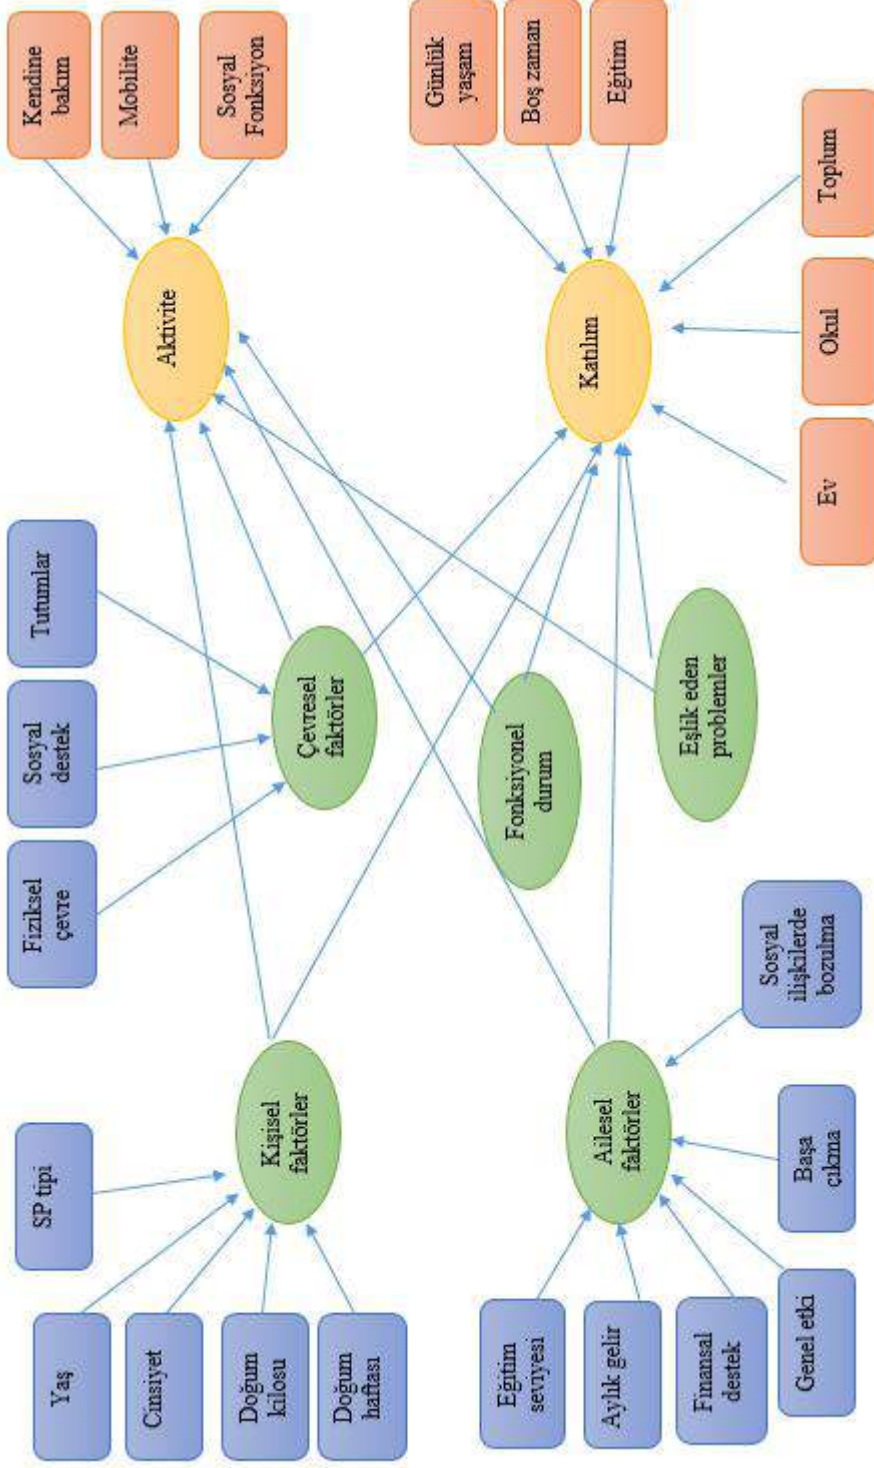 Yaş
Cinsiyet
Doğum
kilosu
Doğum
haftası
SP tipi
Kişisel
faktörler
Fiziksel
çevre
Sosyal
destek
Tutumlar
Çevresel
faktörler
Kendine
bakım
Mobilite
Sosyal
Fonksiyon
Aktivite
Eğitim
seviyesi
Aylık gelir
Finansal
destek
Genel etki
Başa
çıkma
Sosyal
ilişkilerde
bozulma
Ailesel
faktörler
Fonksiyonel
durum
Eşlik eden
problemler
Günlük
yaşam
Boş zaman
Eğitim
Katılım
Ev
Okul
Toplum